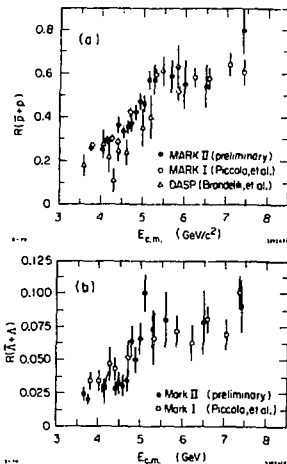 (a)
R(p̄+p)
0.8
0.6
0.4
0.2
0
MARK II (preliminary)
MARK I (Piccolo, et al.)
DASP (Brandelik, et al.)
3 4 5 6 7 8
E c.m. (GeV/c²)
(b)
R(Λ̄+Λ)
0.125
0.100
0.075
0.050
0.025
0
Mark II (preliminary)
Mark I (Piccolo, et al.)
3 4 5 6 7 8
E c.m. (GeV)